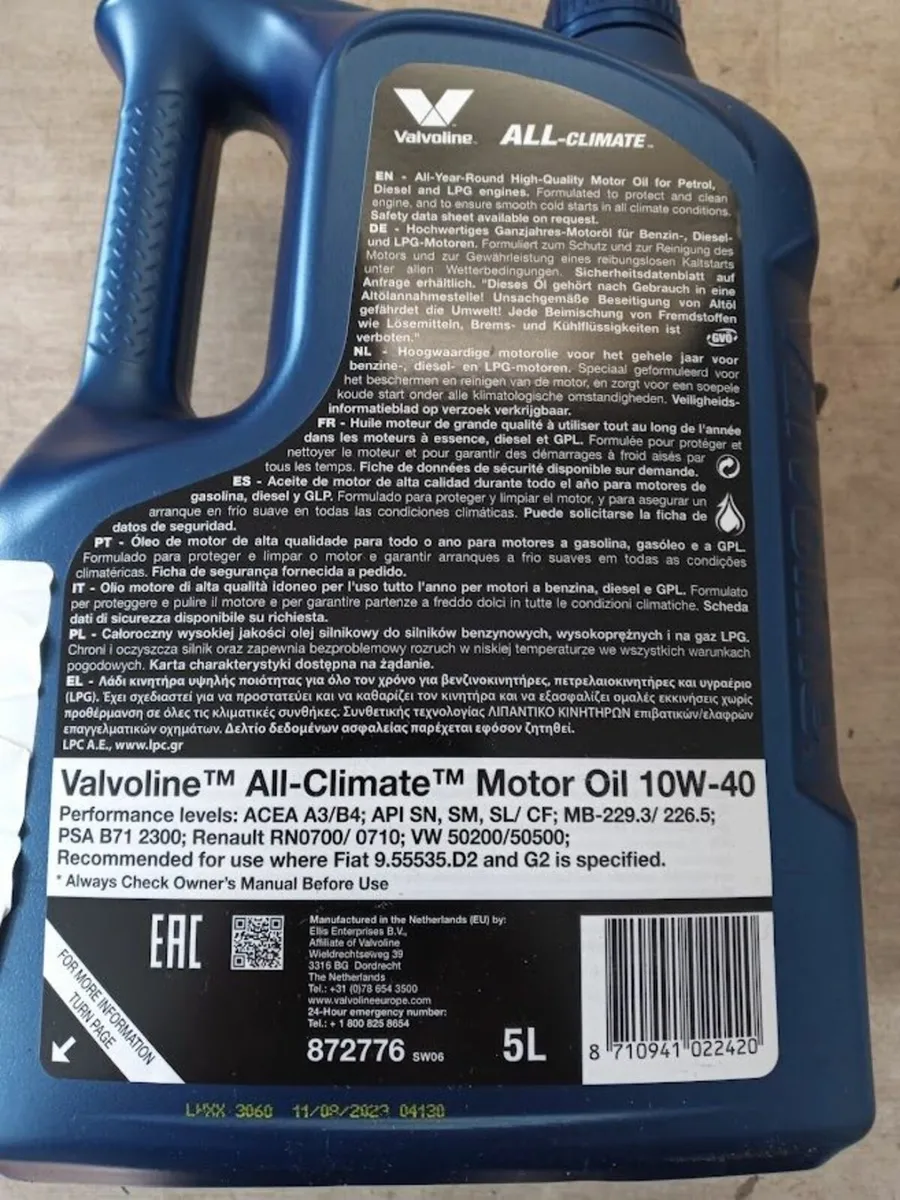 Valvoline™ ALL-CLIMATE™
EN - All-Year-Round High-Quality Motor Oil for Petrol,
Diesel and LPG engines. Formulated to protect and clean
engine, and to ensure smooth cold starts in all climate conditions.
Safety data sheet available on request.
DE - Hochwertiges Ganzjahres-Motoröl für Benzin-, Diesel-
und LPG-Motoren. Formuliert zum Schutz und zur Reinigung des
Motors und zur Gewährleistung eines reibungslosen Kaltstarts
unter allen Wetterbedingungen. Sicherheitsdatenblatt auf
Anfrage erhältlich. "Dieses Öl gehört nach Gebrauch in eine
Altölannahmestelle! Unsachgemäße Beseitigung von Altöl
gefährdet die Umwelt! Jede Beimischung von Fremdstoffen
wie Lösemitteln, Brems- und Kühlflüssigkeiten ist
verboten."
GVÖ
NL - Hoogwaardige motorolie voor het gehele jaar voor
benzine-, diesel- en LPG-motoren. Speciaal geformuleerd voor
het beschermen en reinigen van de motor, en zorgt voor een soepele
koude start onder alle klimatologische omstandigheden. Veiligheids-
informatieblad op verzoek verkrijgbaar.
FR - Huile moteur de grande qualité à utiliser tout au long de l'année
dans les moteurs à essence, diesel et GPL. Formulée pour protéger et
nettoyer le moteur et pour garantir des démarrages à froid aisés par
tous les temps. Fiche de données de sécurité disponible sur demande.
ES - Aceite de motor de alta calidad durante todo el año para motores de
gasolina, diesel y GLP. Formulado para proteger y limpiar el motor, y para asegurar un
arranque en frío suave en todas las condiciones climáticas. Puede solicitarse la ficha de
datos de seguridad.
PT - Óleo de motor de alta qualidade para todo o ano para motores a gasolina, gasóleo e a GPL.
Formulado para proteger e limpar o motor e garantir arranques a frio suaves em todas as condições
climatéricas. Ficha de segurança fornecida a pedido.
IT - Olio motore di alta qualità idoneo per l'uso tutto l'anno per motori a benzina, diesel e GPL. Formulato
per proteggere e pulire il motore e per garantire partenze a freddo dolci in tutte le condizioni climatiche. Scheda
dati di sicurezza disponibile su richiesta.
PL - Całoroczny wysokiej jakości olej silnikowy do silników benzynowych, wysokoprężnych i na gaz LPG.
Chroni i oczyszcza silnik oraz zapewnia bezproblemowy rozruch w niskiej temperaturze we wszystkich warunkach
pogodowych. Karta charakterystyki dostępna na żądanie.
EL - Λάδι κινητήρα υψηλής ποιότητας για όλο τον χρόνο για βενζινοκινητήρες, πετρελαιοκινητήρες και υγραέριο
(LPG). Έχει σχεδιαστεί για να προστατεύει και να καθαρίζει τον κινητήρα και να εξασφαλίζει ομαλές εκκινήσεις χωρίς
προθέρμανση σε όλες τις κλιματικές συνθήκες. Συνθετικής τεχνολογίας ΛΙΠΑΝΤΙΚΟ ΚΙΝΗΤΗΡΩΝ επιβατικών/ελαφρών
επαγγελματικών οχημάτων. Δελτίο δεδομένων ασφαλείας παρέχεται εφόσον ζητηθεί.
LPC A.E., www.lpc.gr
Valvoline™ All-Climate™ Motor Oil 10W-40
Performance levels: ACEA A3/B4; API SN, SM, SL/ CF; MB-229.3/ 226.5;
PSA B71 2300; Renault RN0700/ 0710; VW 50200/50500;
Recommended for use where Fiat 9.55535.D2 and G2 is specified.
* Always Check Owner's Manual Before Use
EAC
Manufactured in the Netherlands (EU) by:
Ellis Enterprises B.V.,
Affiliate of Valvoline
Wieldrechtseweg 39
3316 BG Dordrecht
The Netherlands
Tel.: +31 (0)78 654 3500
www.valvolineeurope.com
24-Hour emergency number:
Tel.: + 1 800 825 8654
872776 SW06
5L
8 710941 022420
FOR MORE INFORMATION
TURN PAGE
3060 11/08/2023 04130